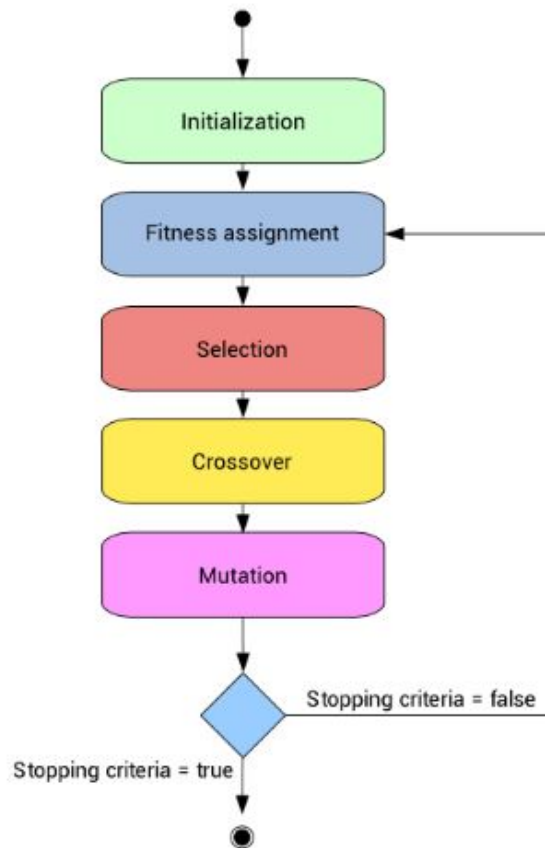 Initialization
Fitness assignment
Selection
Crossover
Mutation
Stopping criteria = false
Stopping criteria = true